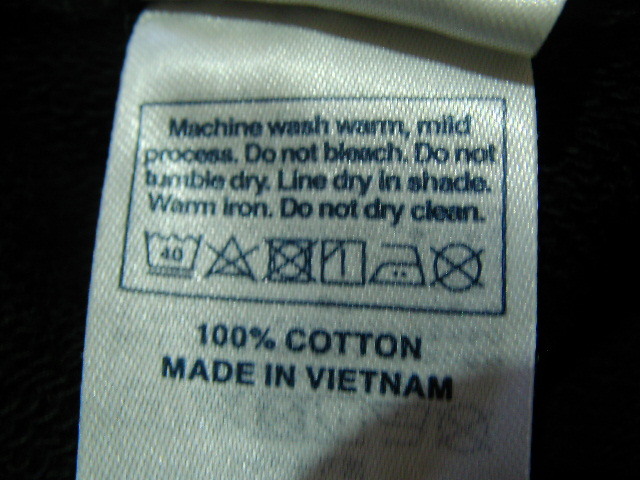 Machine wash warm, mild
process. Do not bleach. Do not
tumble dry. Line dry in shade.
Warm iron. Do not dry clean.
40
100% COTTON
MADE IN VIETNAM